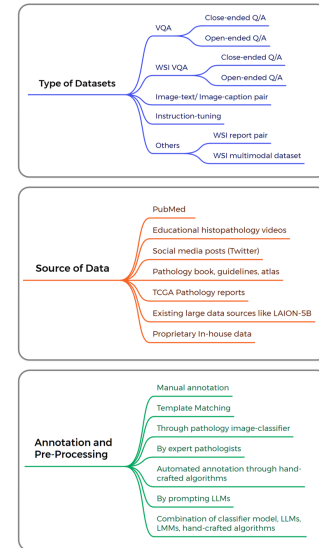 Type of Datasets
VQA
Close-ended Q/A
Open-ended Q/A
WSI VQA
Close-ended Q/A
Open-ended Q/A
Image-text/ Image-caption pair
Instruction-tuning
Others
WSI report pair
WSI multimodal dataset
Source of Data
PubMed
Educational histopathology videos
Social media posts (Twitter)
Pathology book, guidelines, atlas
TCGA Pathology reports
Existing large data sources like LAION-5B
Proprietary In-house data
Annotation and
Pre-Processing
Manual annotation
Template Matching
Through pathology image-classifier
By expert pathologists
Automated annotation through hand-
crafted algorithms
By prompting LLMs
Combination of classifier model, LLMs,
LMMs, hand-crafted algorithms